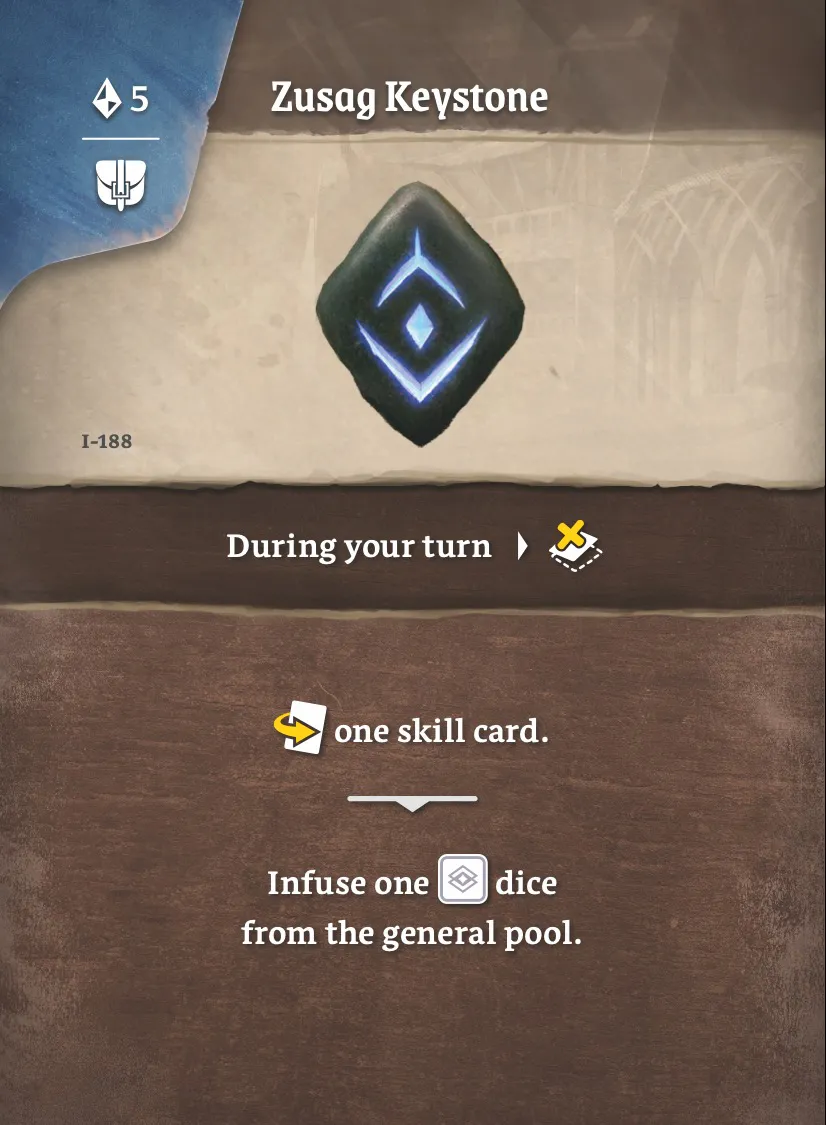 5
Zusag Keystone
I-188
During your turn
one skill card.
Infuse one dice
from the general pool.